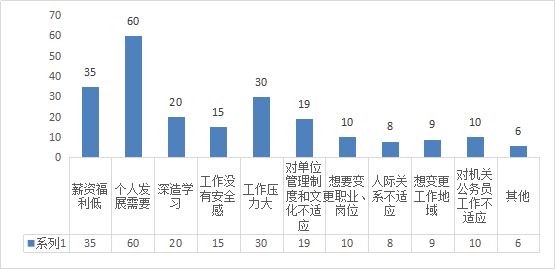 70
60
50
40
30
20
10
0
35
60
20
15
30
19
10
8
9
10
6
薪资福
利低
个人发
展需要
深造学
习
工作没
有安全
感
工作压
力大
对单位
管理制
度和文
化不适
应
想要变
更职业、
岗位
人际关
系不适
应
想变更
工作地
域
对机关
公务员
工作不
适应
其他
系列1 35 60 20 15 30 19 10 8 9 10 6